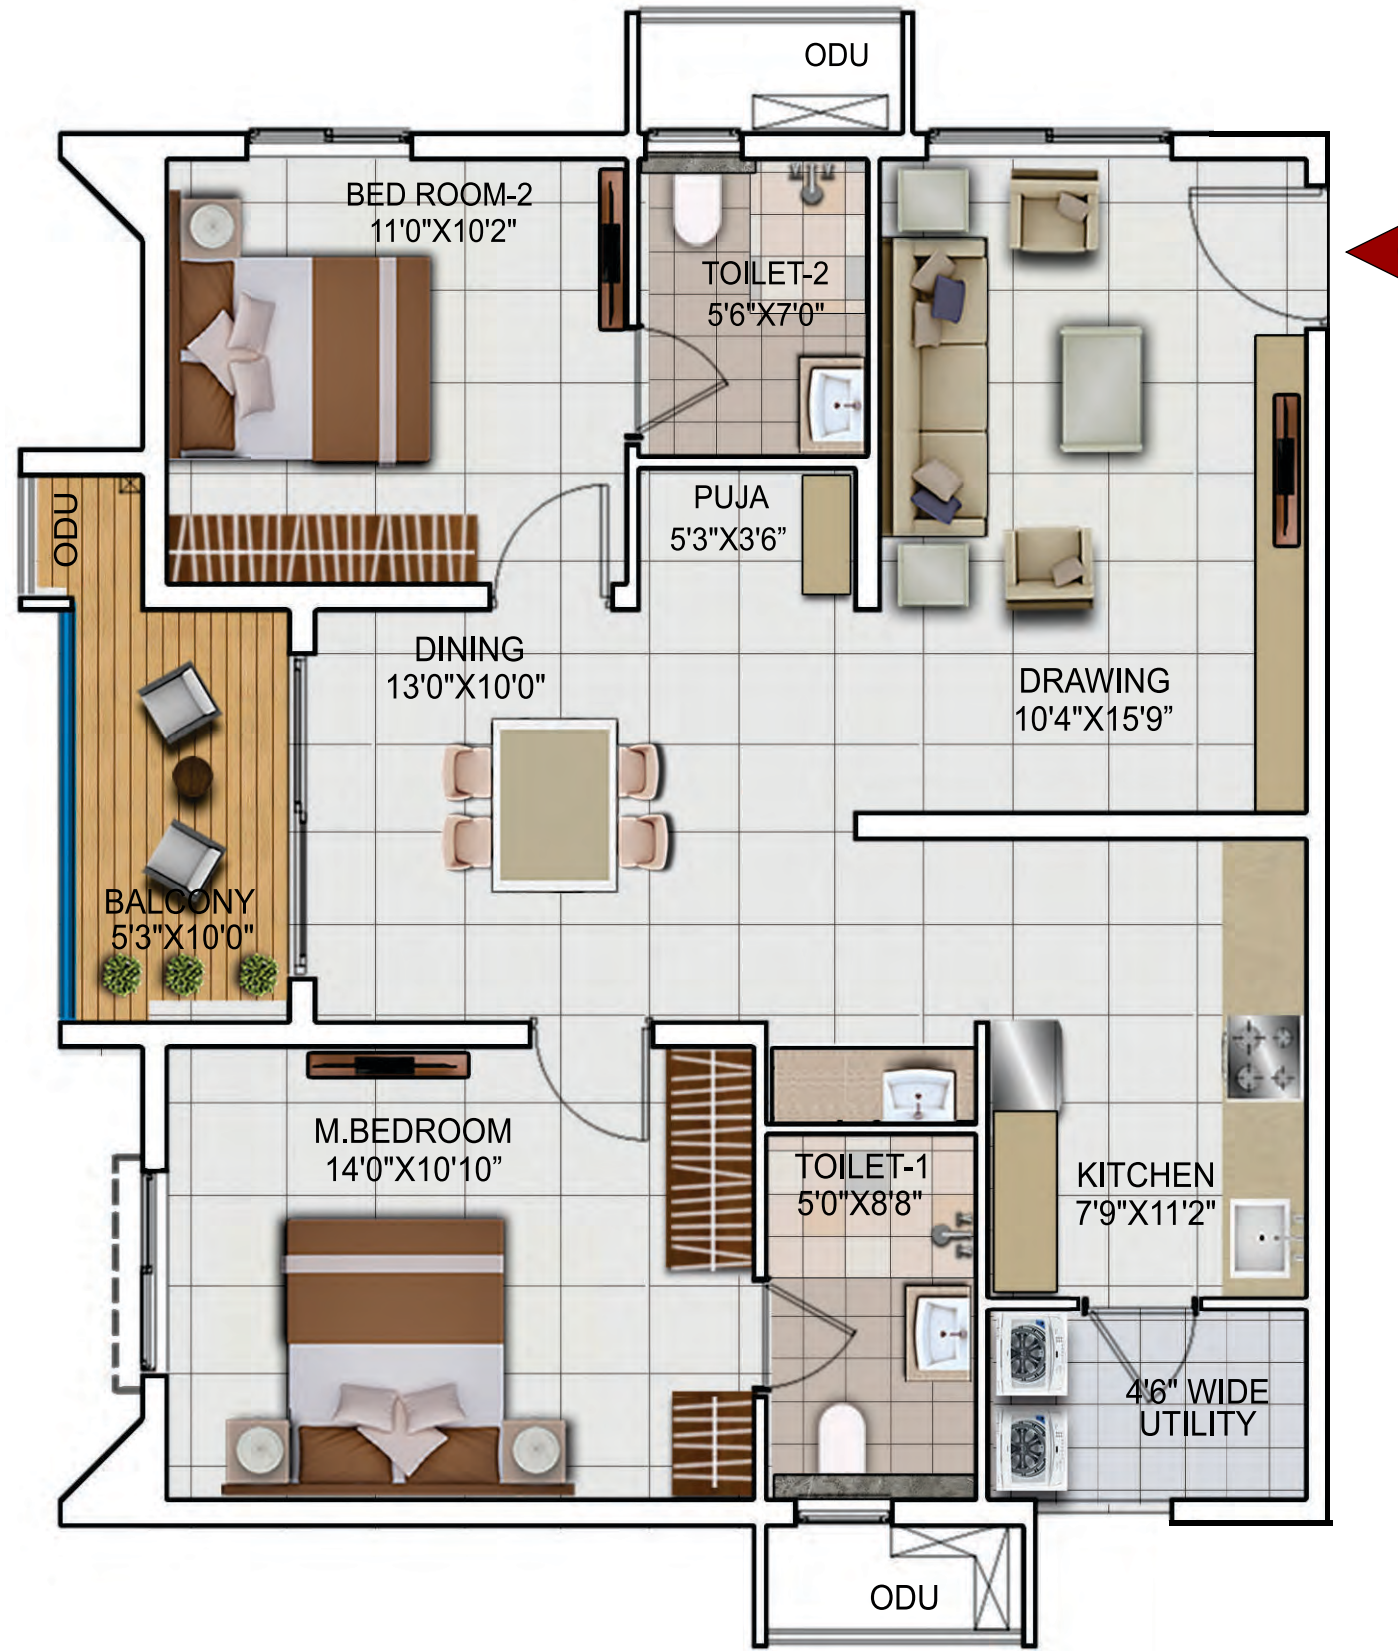 ODU
BED ROOM-2
11'0"X10'2"
TOILET-2
5'6"X7'0"
PUJA
5'3"X3'6”
ODU
DINING
13'0"X10'0"
DRAWING
10'4"X15'9”
BALCONY
5'3"X10'0"
M.BEDROOM
14'0"X10'10”
TOILET-1
5'0"X8'8"
KITCHEN
7'9"X11'2"
4'6" WIDE
UTILITY
ODU